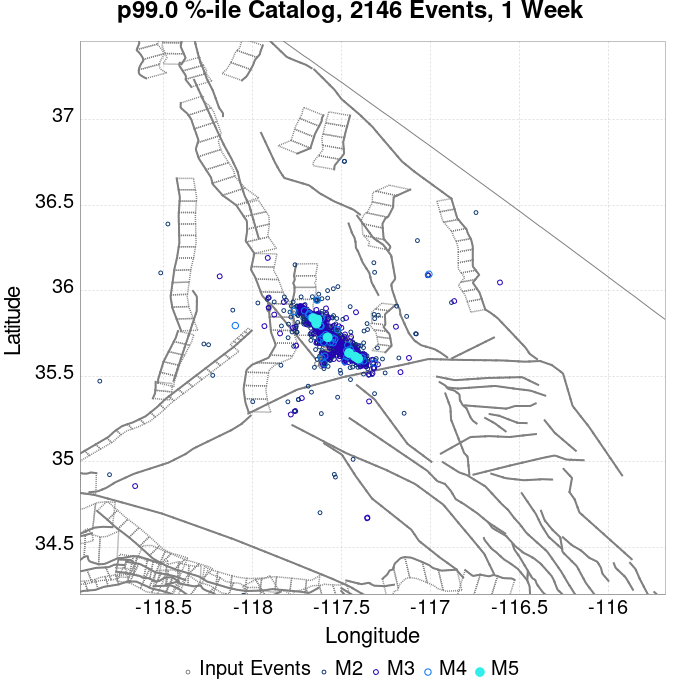 p99.0 %-ile Catalog, 2146 Events, 1 Week
37
36.5
36
35.5
35
34.5
Latitude
-118.5 -118 -117.5 -117 -116.5 -116
Longitude
Input Events M2 M3 M4 M5